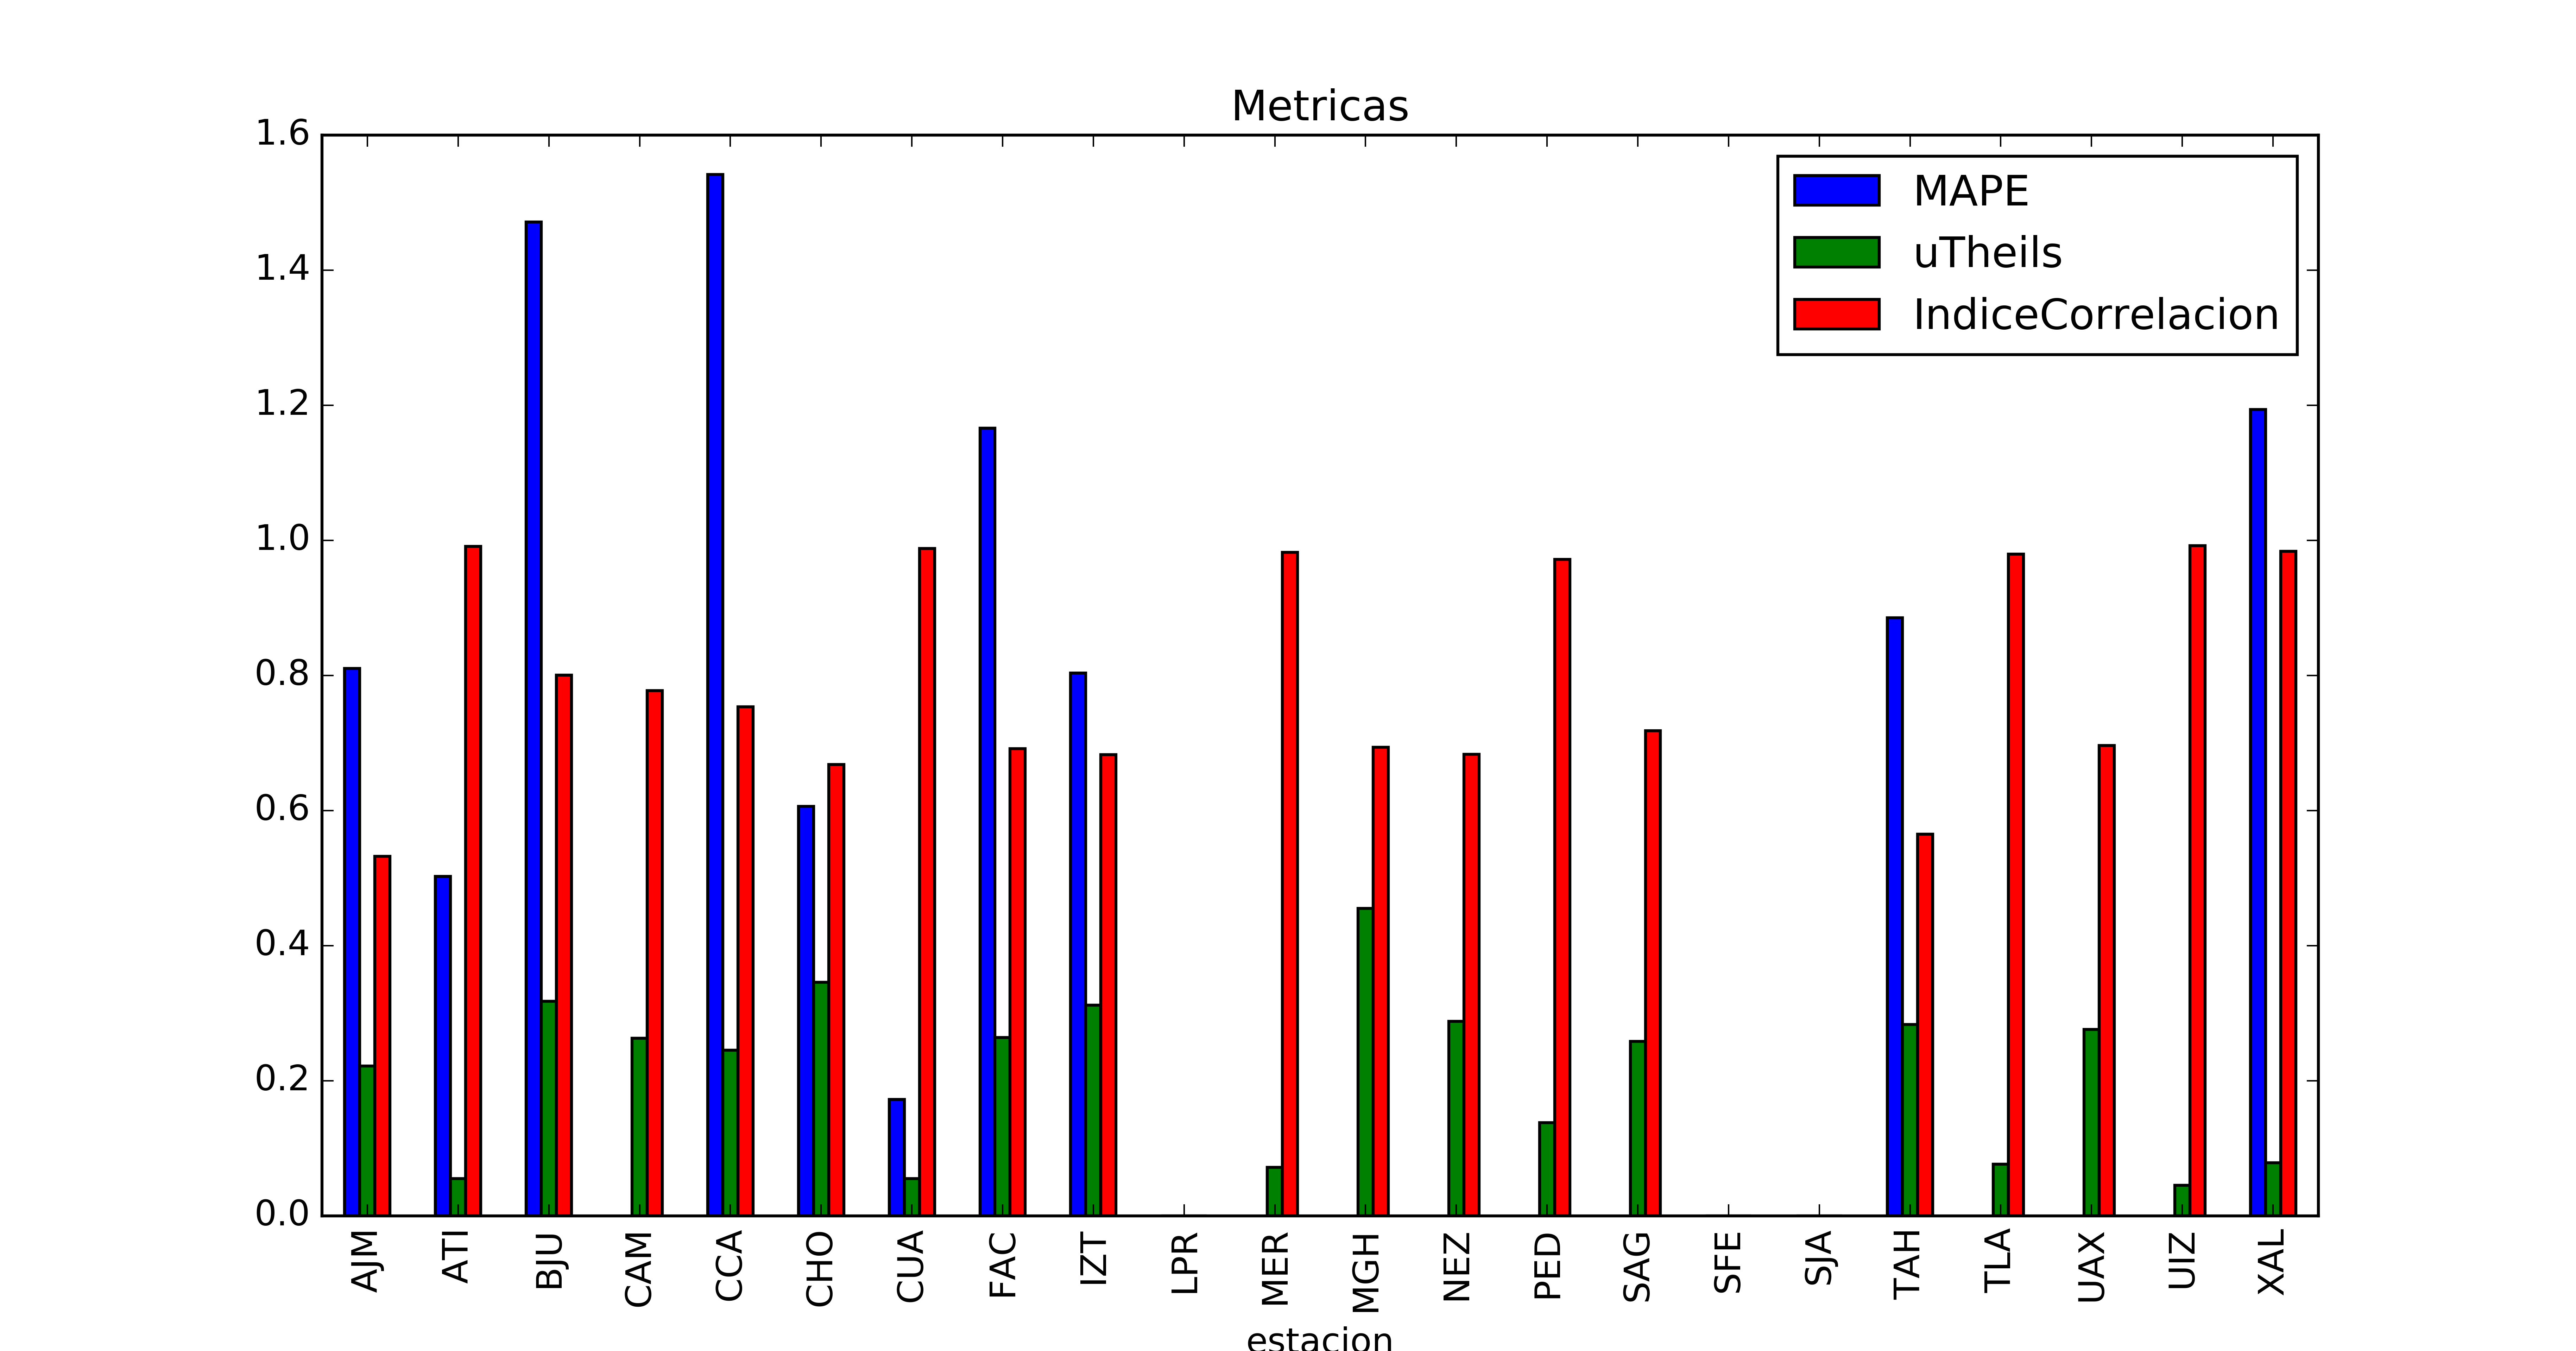 Metricas
1.6
1.4
1.2
1.0
0.8
0.6
0.4
0.2
0.0
MAPE
uTheils
IndiceCorrelacion
AJM
ATI
BJU
CAM
CCA
CHO
CUA
FAC
IZT
LPR
MER
MGH
NEZ
PED
SAG
SFE
SJA
TAH
TLA
UAX
UIZ
XAL
estacion